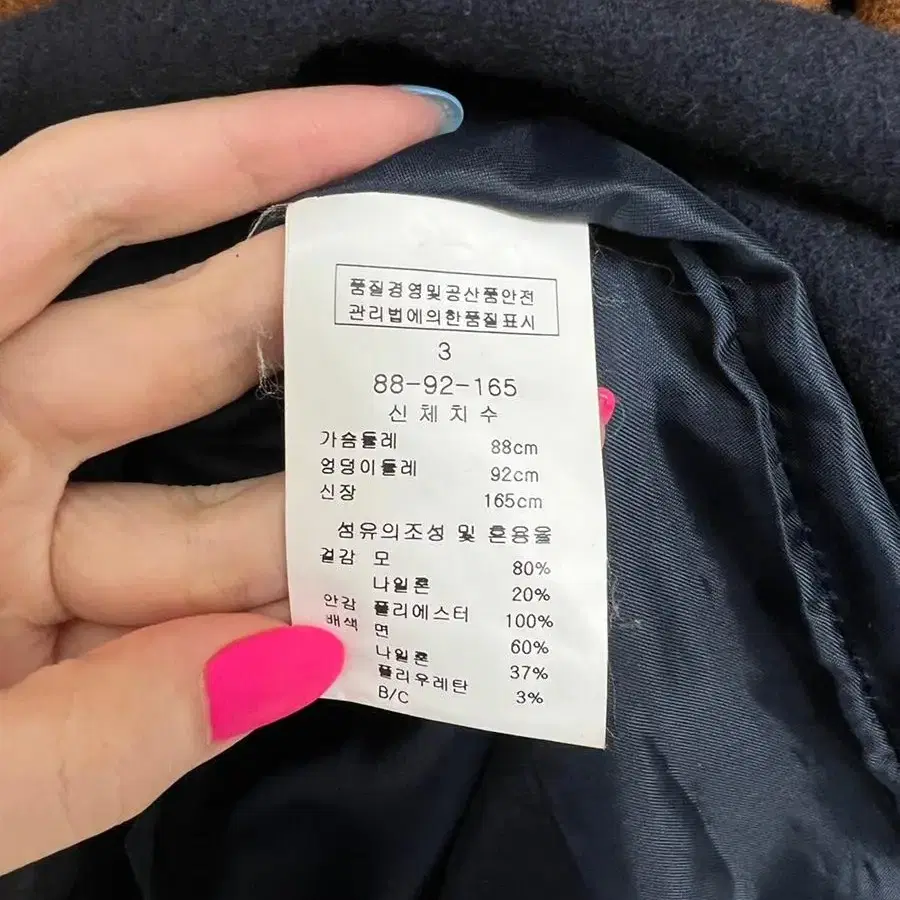 품질경영및공산품안전
관리법에의한품질표시
3
88-92-165
신체치수
가슴둘레 88cm
엉덩이둘레 92cm
신장 165cm
섬유의조성 및 혼용율
겉감 모 80%
나일론 20%
안감 폴리에스터 100%
배색 면 60%
나일론 37%
폴리우레탄 3%
B/C